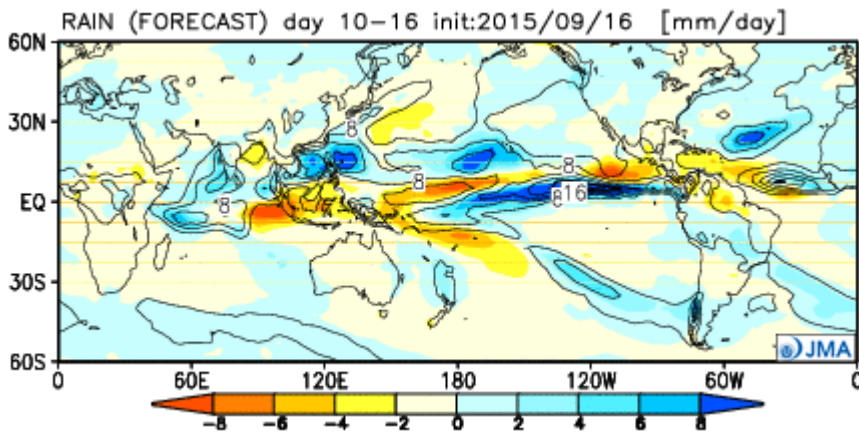 RAIN (FORECAST) day 10-16 init:2015/09/16 [mm/day]
60N
30N
8
8
8
EQ
8
8
16
30S
60S
JMA
0
60E
120E
180
120W
60W
0
-8
-6
-4
-2
0
2
4
6
8